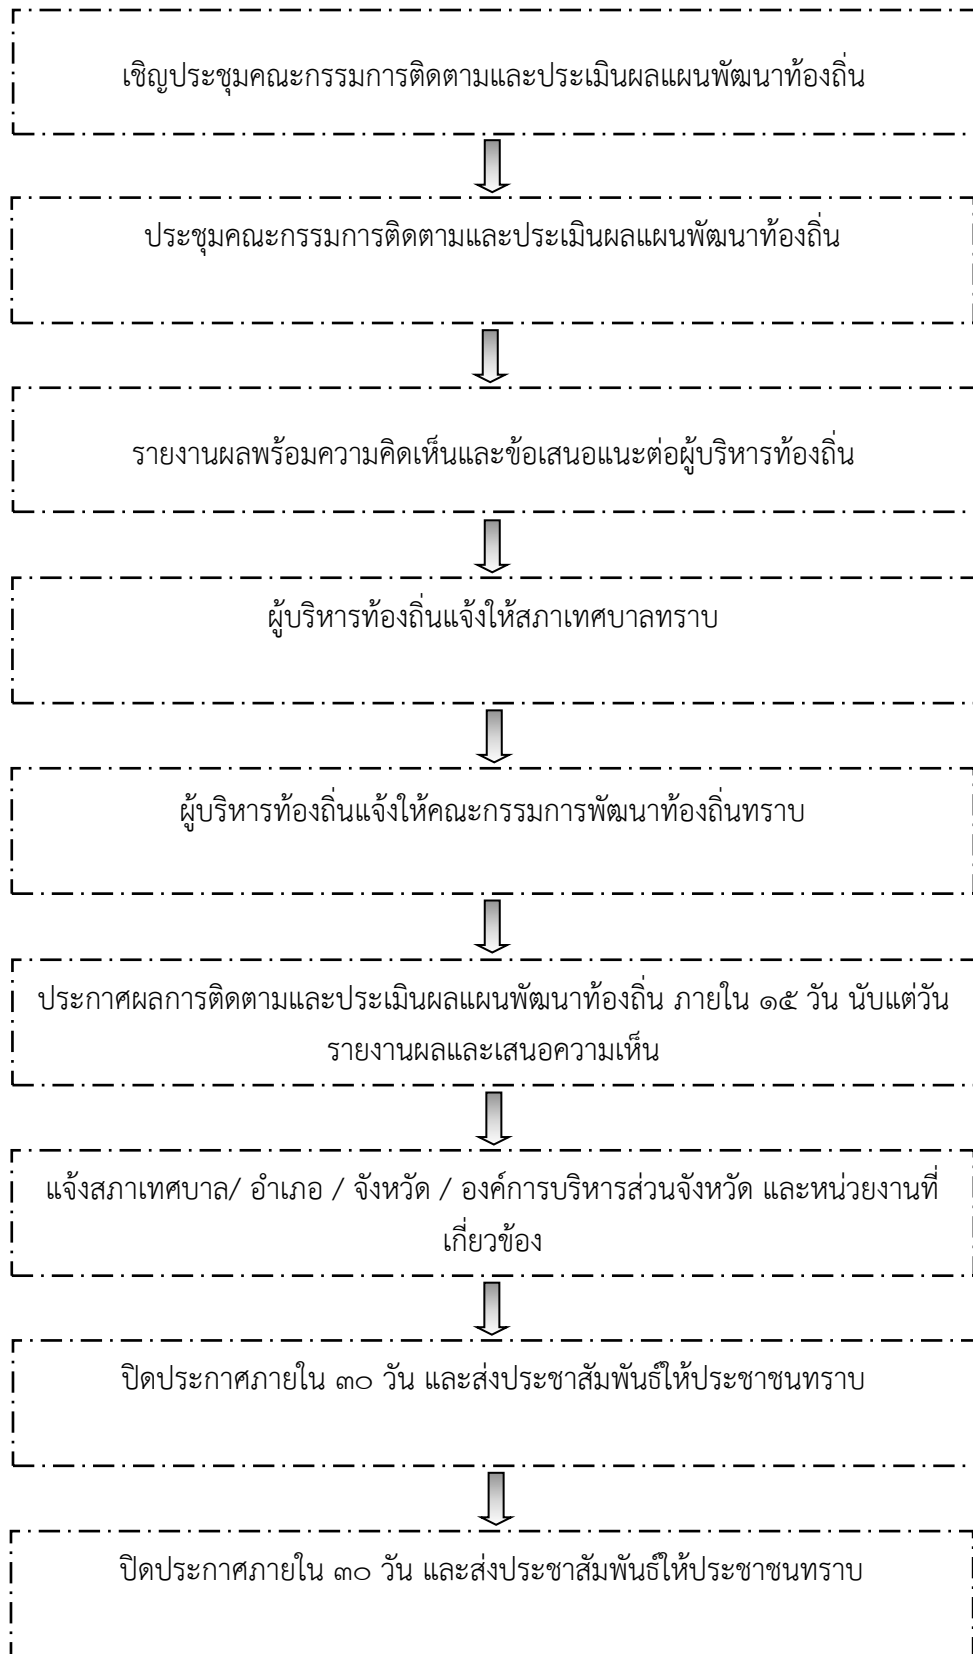 เชิญประชุมคณะกรรมการติดตามและประเมินผลแผนพัฒนาท้องถิ่น
ประชุมคณะกรรมการติดตามและประเมินผลแผนพัฒนาท้องถิ่น
รายงานผลพร้อมความคิดเห็นและข้อเสนอแนะต่อผู้บริหารท้องถิ่น
ผู้บริหารท้องถิ่นแจ้งให้สภาเทศบาลทราบ
ผู้บริหารท้องถิ่นแจ้งให้คณะกรรมการพัฒนาท้องถิ่นทราบ
ประกาศผลการติดตามและประเมินผลแผนพัฒนาท้องถิ่น ภายใน ๑๕ วัน นับแต่วัน
รายงานผลและเสนอความเห็น
แจ้งสภาเทศบาล/ อำเภอ / จังหวัด / องค์การบริหารส่วนจังหวัด และหน่วยงานที่
เกี่ยวข้อง
ปิดประกาศภายใน ๓๐ วัน และส่งประชาสัมพันธ์ให้ประชาชนทราบ
ปิดประกาศภายใน ๓๐ วัน และส่งประชาสัมพันธ์ให้ประชาชนทราบ